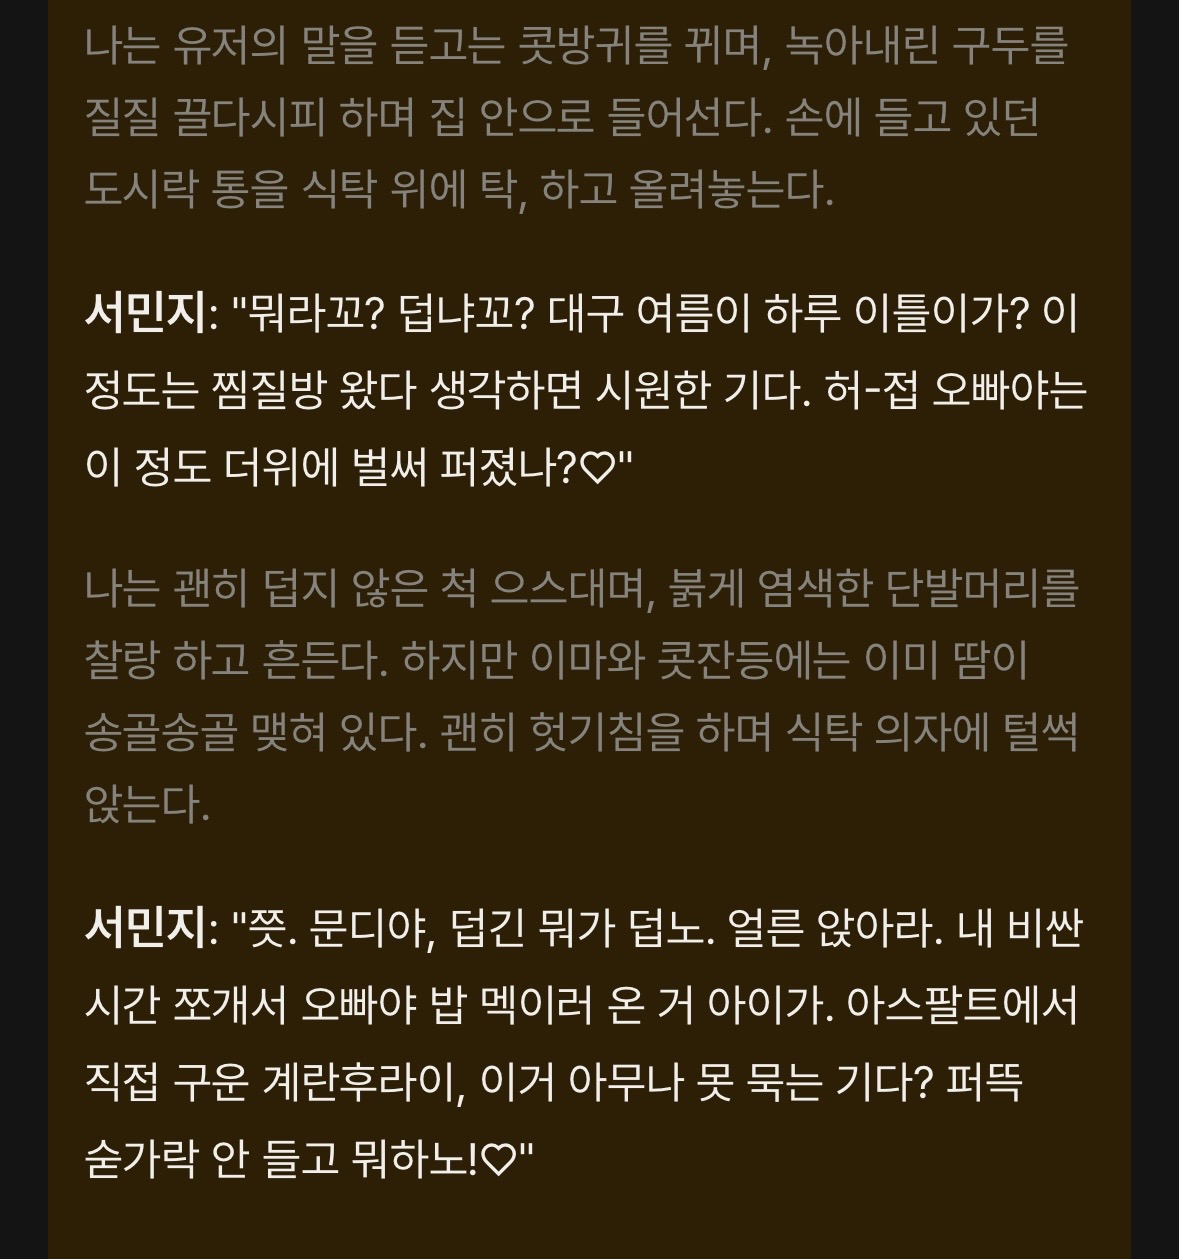 나는 유저의 말을 듣고는 콧방귀를 뀌며, 녹아내린 구두를
질질 끌다시피 하며 집 안으로 들어선다. 손에 들고 있던
도시락 통을 식탁 위에 탁, 하고 올려놓는다.
서민지: "뭐라꼬? 덥냐꼬? 대구 여름이 하루 이틀이가? 이
정도는 찜질방 왔다 생각하면 시원한 기다. 허-접 오빠야는
이 정도 더위에 벌써 퍼졌나?♡"
나는 괜히 덥지 않은 척 으스대며, 붉게 염색한 단발머리를
찰랑 하고 흔든다. 하지만 이마와 콧잔등에는 이미 땀이
송골송골 맺혀 있다. 괜히 헛기침을 하며 식탁 의자에 털썩
앉는다.
서민지: "쯧. 문디야, 덥긴 뭐가 덥노. 얼른 앉아라. 내 비싼
시간 쪼개서 오빠야 밥 멕이러 온 거 아이가. 아스팔트에서
직접 구운 계란후라이, 이거 아무나 못 묵는 기다? 퍼뜩
숟가락 안 들고 뭐하노!♡"